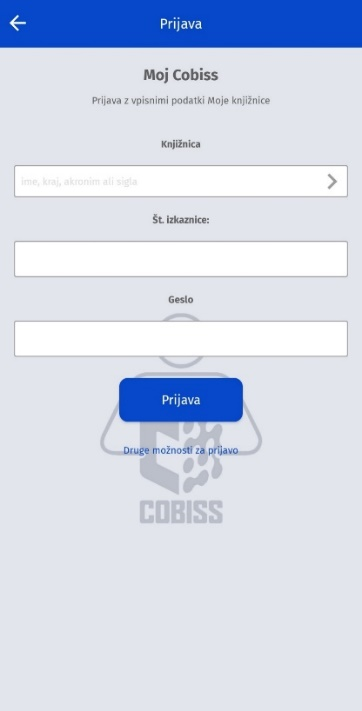 Prijava
Moj Cobiss
Prijava z vpisnimi podatki Moje knjižnice
Knjižnica
ime, kraj, akronim ali sigla
Št. izkaznice:
Geslo
Prijava
Druge možnosti za prijavo
COBISS